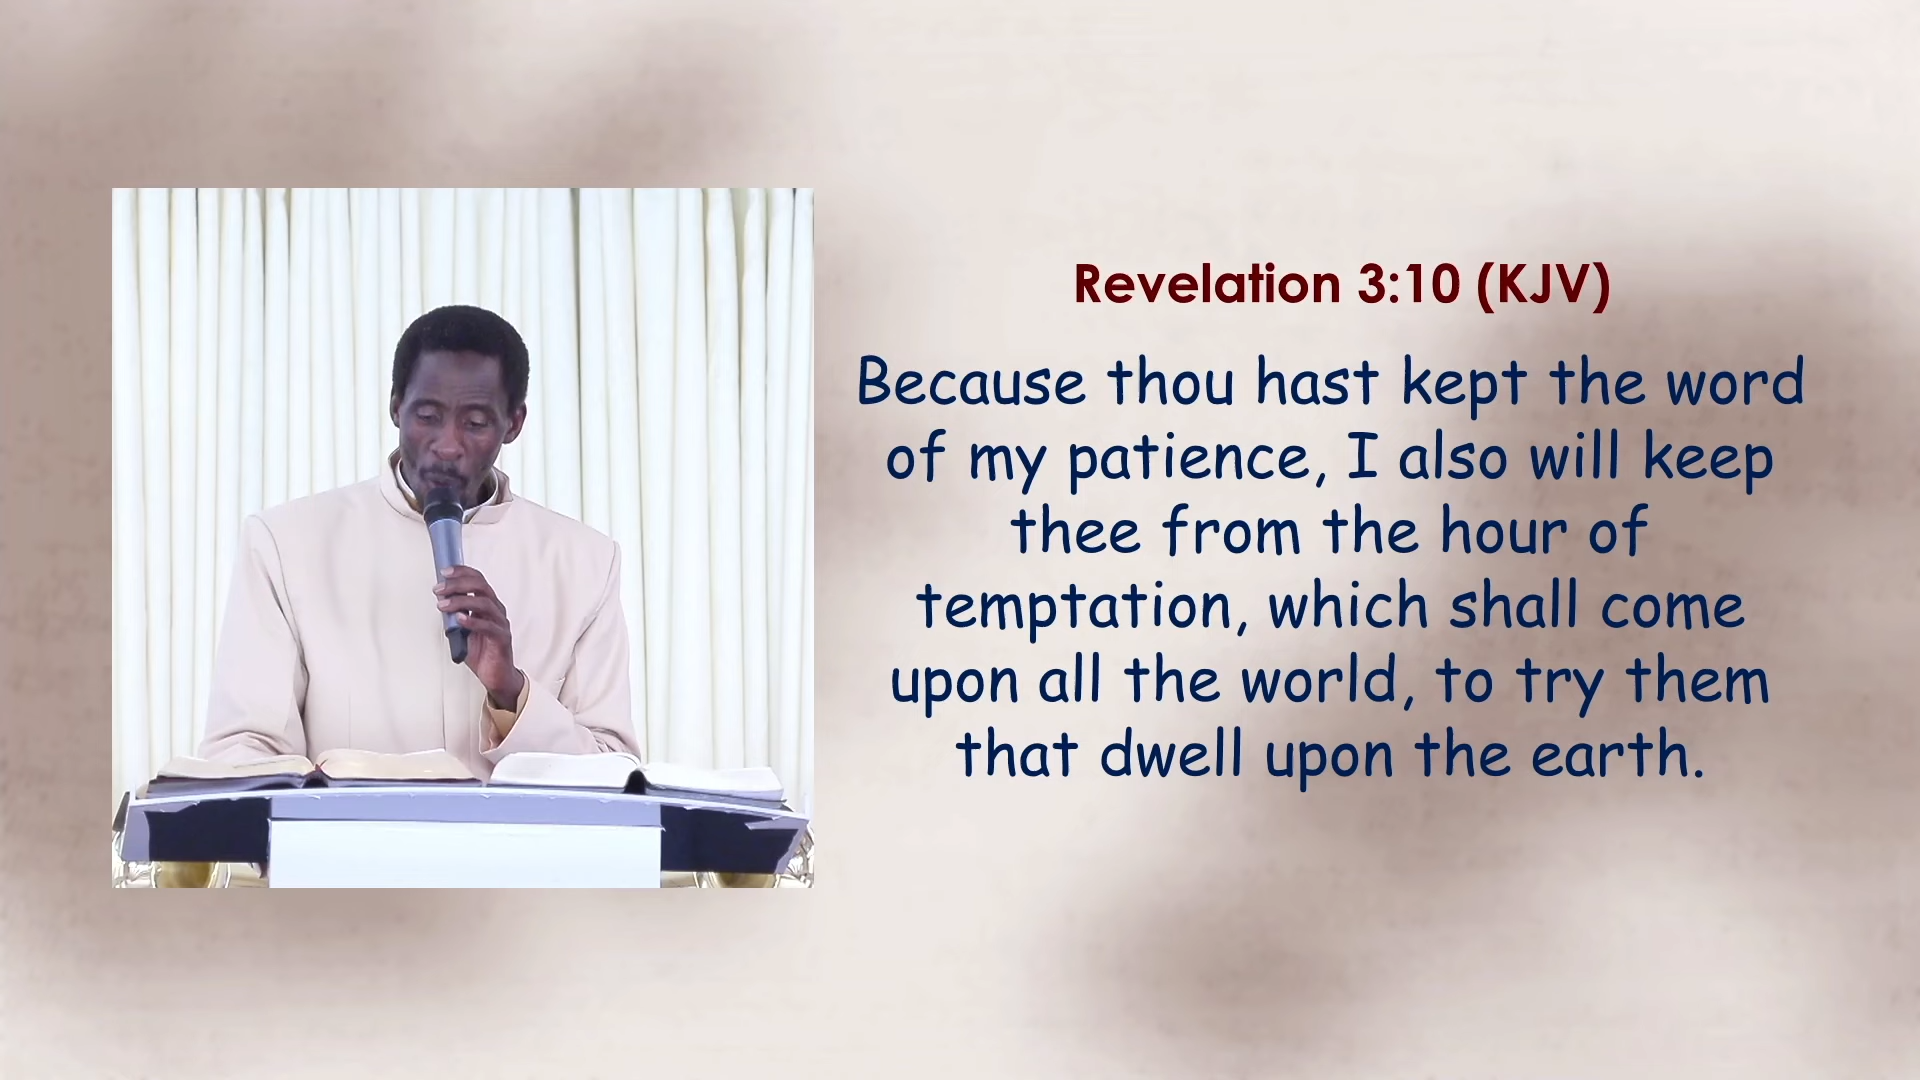 Revelation 3:10 (KJV)
Because thou hast kept the word
of my patience, I also will keep
thee from the hour of
temptation, which shall come
upon all the world, to try them
that dwell upon the earth.